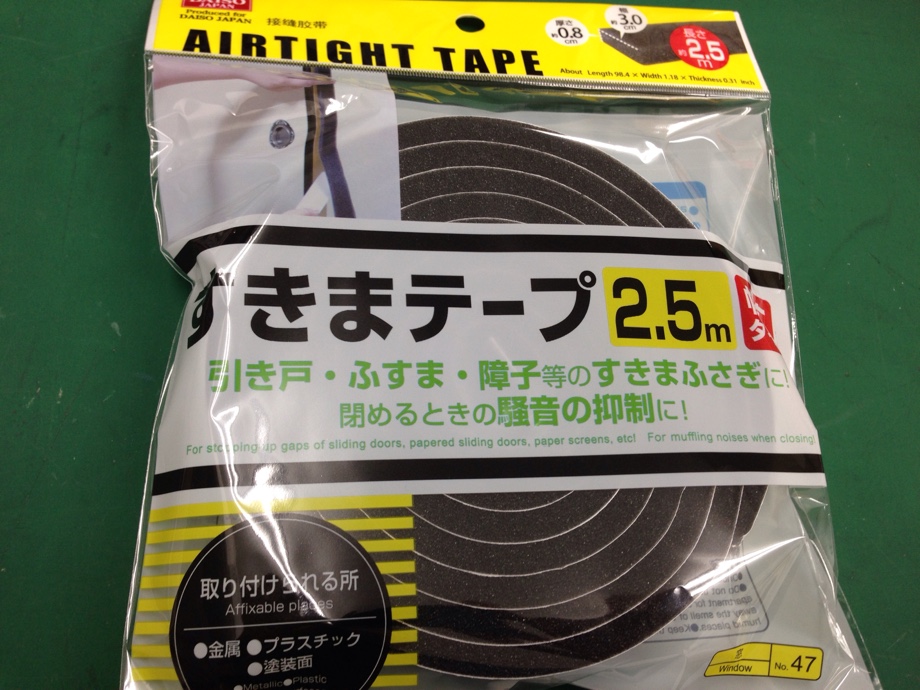 DAISO
JAPAN
Produced for
DAISO JAPAN
接缝胶带
AIRTIGHT TAPE
厚さ
約0.8
cm
幅
約3.0
cm
長さ
約2.5
m
About Length 98.4 × Width 1.18 × Thickness 0.31 inch
すきまテープ 2.5m
引き戸・ふすま・障子等のすきまふさぎに!
閉めるときの騒音の抑制に!
For stopping up gaps of sliding doors, papered sliding doors, paper screens, etc! For muffling noises when closing!
取り付けられる所
Affixable places
●金属 ●プラスチック
●塗装面
●Metallic ●Plastic
Window
No. 47